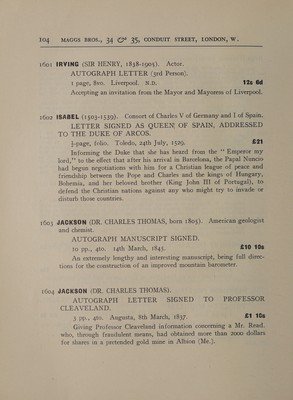 104 MAGGS BROS., 34 & 35, CONDUIT STREET, LONDON, W.
1601 IRVING (SIR HENRY, 1838-1905). Actor.
AUTOGRAPH LETTER (3rd Person).
1 page, 8vo. Liverpool. N.D. 12s 6d
Accepting an invitation from the Mayor and Mayoress of Liverpool.
1602 ISABEL (1503-1539). Consort of Charles V of Germany and I of Spain.
LETTER SIGNED AS QUEEN OF SPAIN, ADDRESSED
TO THE DUKE OF ARCOS.
3-page, folio. Toledo, 24th July, 1529. £21
Informing the Duke that she has heard from the "Emperor my
lord," to the effect that after his arrival in Barcelona, the Papal Nuncio
had begun negotiations with him for a Christian league of peace and
friendship between the Pope and Charles and the kings of Hungary,
Bohemia, and her beloved brother (King John III of Portugal), to
defend the Christian nations against any who might try to invade or
disturb those countries.
1603 JACKSON (DR. CHARLES THOMAS, born 1805). American geologist
and chemist.
AUTOGRAPH MANUSCRIPT SIGNED.
10 pp., 4to. 14th March, 1845. £10 10s
An extremely lengthy and interesting manuscript, being full direc-
tions for the construction of an improved mountain barometer.
1604 JACKSON (DR. CHARLES THOMAS).
AUTOGRAPH LETTER SIGNED TO PROFESSOR
CLEAVELAND.
3 pp., 4to. Augusta, 8th March, 1837. £1 10s
Giving Professor Cleaveland information concerning a Mr. Read.
who, through fraudulent means, had obtained more than 2000 dollars
for shares in a pretended gold mine in Albion (Me.).